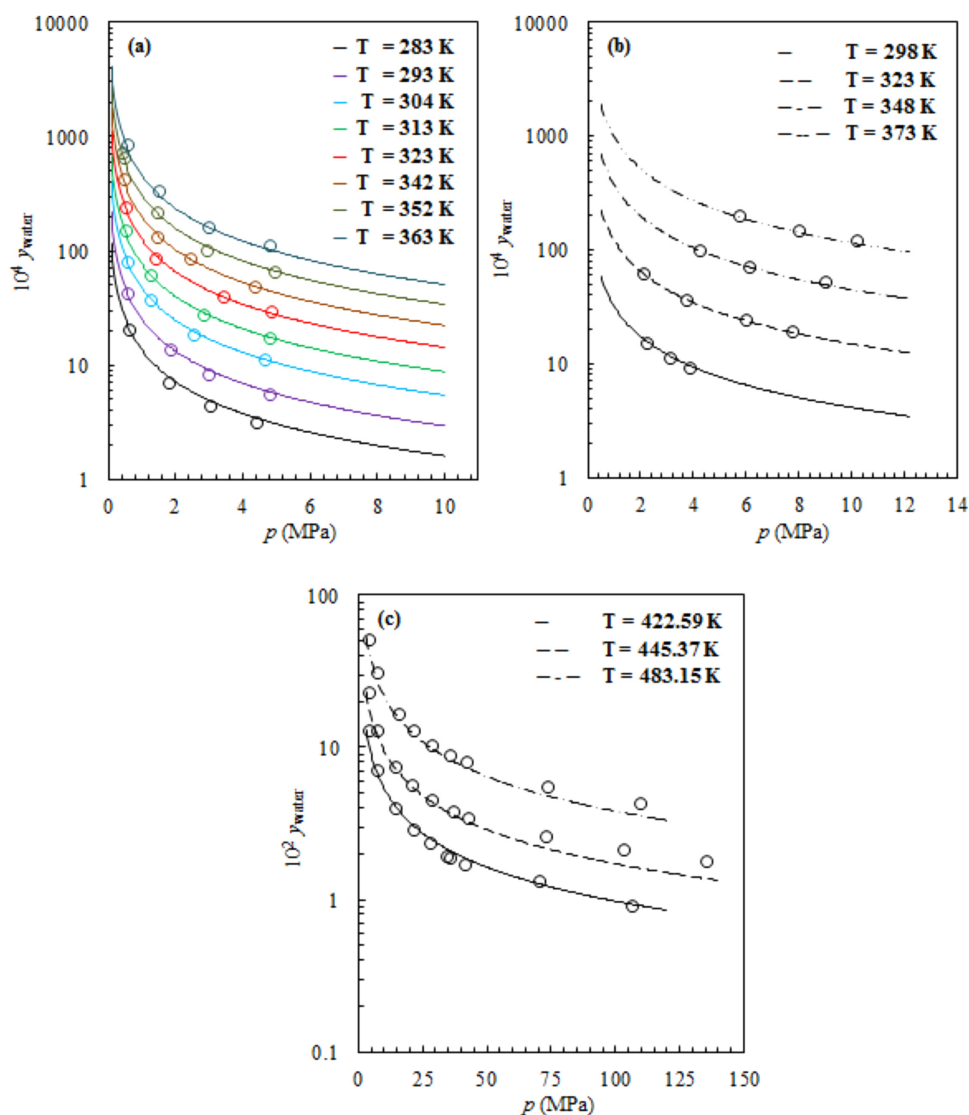 (a)
10000
1000
100
10
1
10⁴ ywater
0 2 4 6 8 10
p (MPa)
T = 283 K
T = 293 K
T = 304 K
T = 313 K
T = 323 K
T = 342 K
T = 352 K
T = 363 K
(b)
10000
1000
100
10
1
10⁴ ywater
0 2 4 6 8 10 12 14
p (MPa)
T = 298 K
T = 323 K
T = 348 K
T = 373 K
(c)
100
10
1
0.1
10² ywater
0 25 50 75 100 125 150
p (MPa)
T = 422.59 K
T = 445.37 K
T = 483.15 K